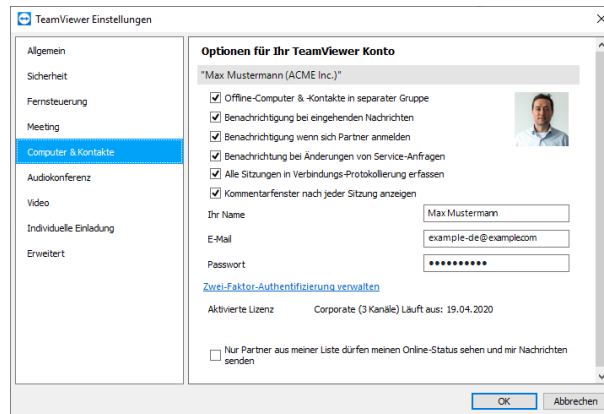 TeamViewer Einstellungen
Allgemein
Sicherheit
Fernsteuerung
Meeting
Computer & Kontakte
Audiokonferenz
Video
Individuelle Einladung
Erweitert
Optionen für Ihr TeamViewer Konto
"Max Mustermann (ACME Inc.)"
Offline-Computer & -Kontakte in separater Gruppe
Benachrichtigung bei eingehenden Nachrichten
Benachrichtigung wenn sich Partner anmelden
Benachrichtung bei Änderungen von Service-Anfragen
Alle Sitzungen in Verbindungs-Protokollierung erfassen
Kommentarfenster nach jeder Sitzung anzeigen
Ihr Name Max Mustermann
E-Mail example-de@example.com
Passwort ●●●●●●●●●●
Zwei-Faktor-Authentifizierung verwalten
Aktivierte Lizenz Corporate (3 Kanäle) Läuft aus: 19.04.2020
Nur Partner aus meiner Liste dürfen meinen Online-Status sehen und mir Nachrichten
senden
OK Abbrechen